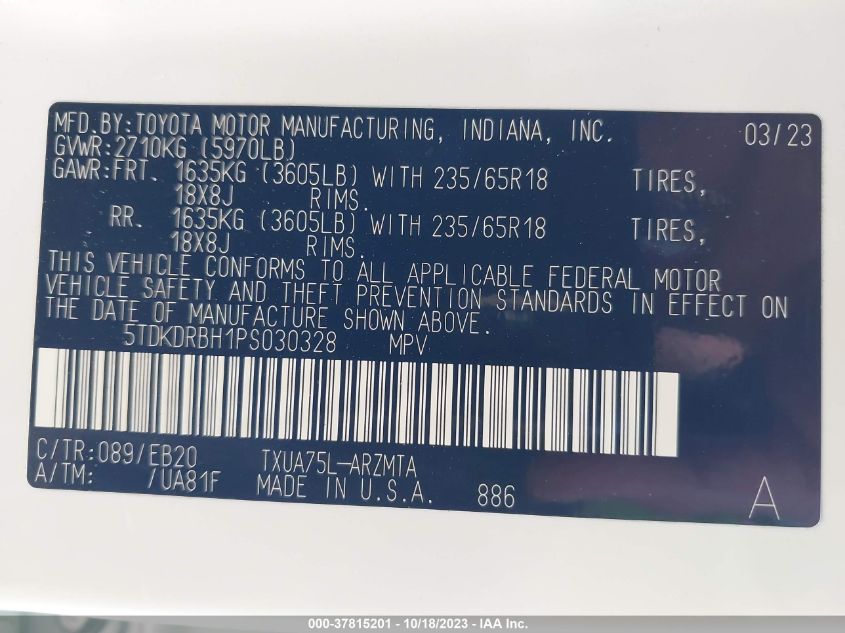 MFD.BY:TOYOTA MOTOR MANUFACTURING, INDIANA, INC. 03/23
GVWR:2710KG (5970LB)
GAWR:FRT. 1635KG (3605LB) WITH 235/65R18 TIRES,
18X8J RIMS.
RR. 1635KG (3605LB) WITH 235/65R18 TIRES,
18X8J RIMS.
THIS VEHICLE CONFORMS TO ALL APPLICABLE FEDERAL MOTOR
VEHICLE SAFETY AND THEFT PREVENTION STANDARDS IN EFFECT ON
THE DATE OF MANUFACTURE SHOWN ABOVE.
5TDKDRBH1PS030328 MPV
C/TR:089/EB20 TXUA75L-ARZMTA
A/TM: /UA81F MADE IN U.S.A. 886 A
000-37815201 - 10/18/2023 - IAA Inc.